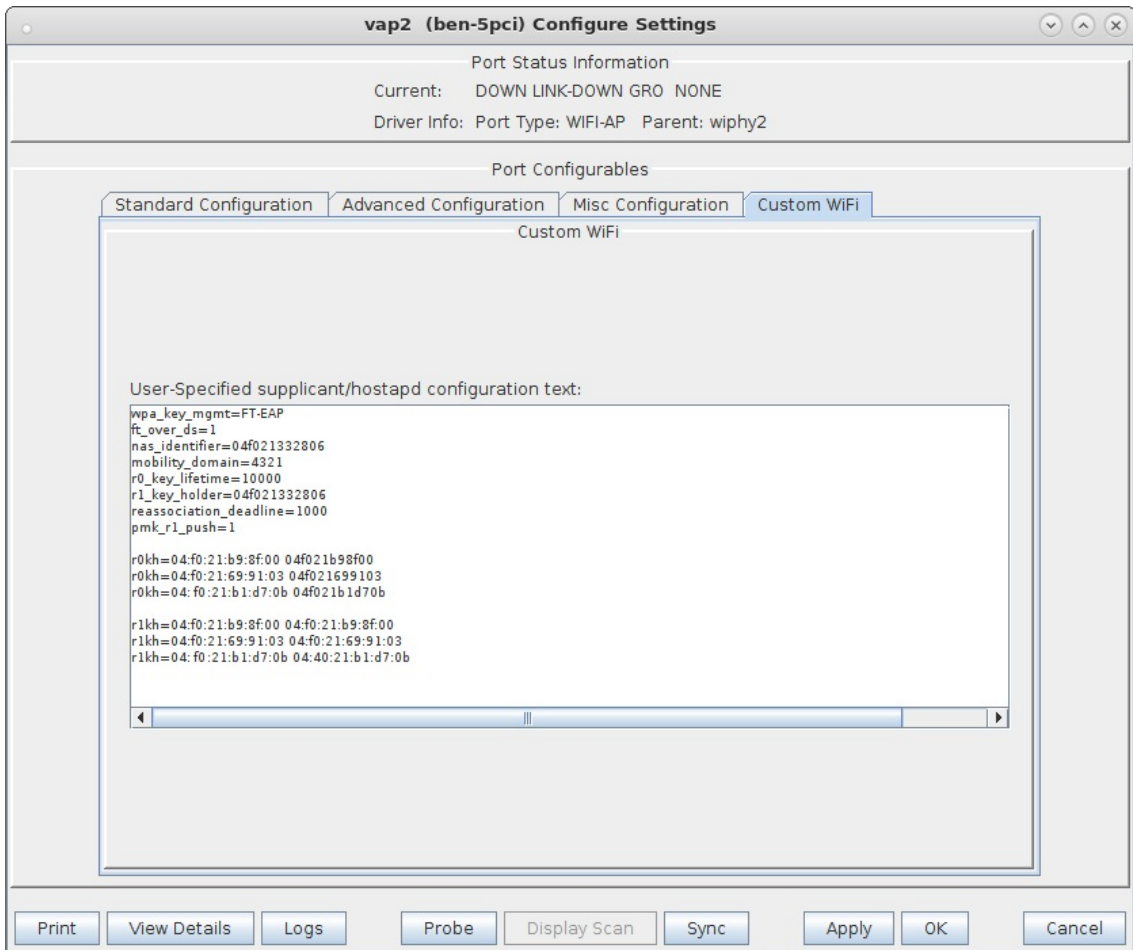 vap2 (ben-5pci) Configure Settings
Port Status Information
Current: DOWN LINK-DOWN GRO NONE
Driver Info: Port Type: WIFI-AP Parent: wiphy2
Port Configurables
Standard Configuration Advanced Configuration Misc Configuration Custom WiFi
Custom WiFi
User-Specified supplicant/hostapd configuration text:
wpa_key_mgmt=FT-EAP
ft_over_ds=1
nas_identifier=04f021332806
mobility_domain=4321
r0_key_lifetime=10000
r1_key_holder=04f021332806
reassociation_deadline=1000
pmk_r1_push=1
r0kh=04:f0:21:b9:8f:00 04f021b98f00
r0kh=04:f0:21:69:91:03 04f021699103
r0kh=04:f0:21:b1:d7:0b 04f021b1d70b
r1kh=04:f0:21:b9:8f:00 04:f0:21:b9:8f:00
r1kh=04:f0:21:69:91:03 04:f0:21:69:91:03
r1kh=04:f0:21:b1:d7:0b 04:40:21:b1:d7:0b
Print View Details Logs Probe Display Scan Sync Apply OK Cancel